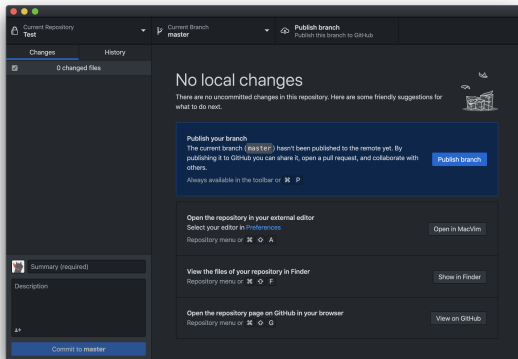 Current Repository
Test
Current Branch
master
Publish branch
Publish this branch to GitHub
Changes
History
0 changed files
No local changes
There are no uncommitted changes in this repository. Here are some friendly suggestions for
what to do next.
Publish your branch
The current branch (master) hasn't been published to the remote yet. By
publishing it to GitHub you can share it, open a pull request, and collaborate with
others.
Always available in the toolbar or ⌘ P
Publish branch
Open the repository in your external editor
Select your editor in Preferences
Repository menu or ⌘ ⇧ A
Open in MacVim
View the files of your repository in Finder
Repository menu or ⌘ ⇧ F
Show in Finder
Open the repository page on GitHub in your browser
Repository menu or ⌘ ⇧ G
View on GitHub
Summary (required)
Description
Commit to master